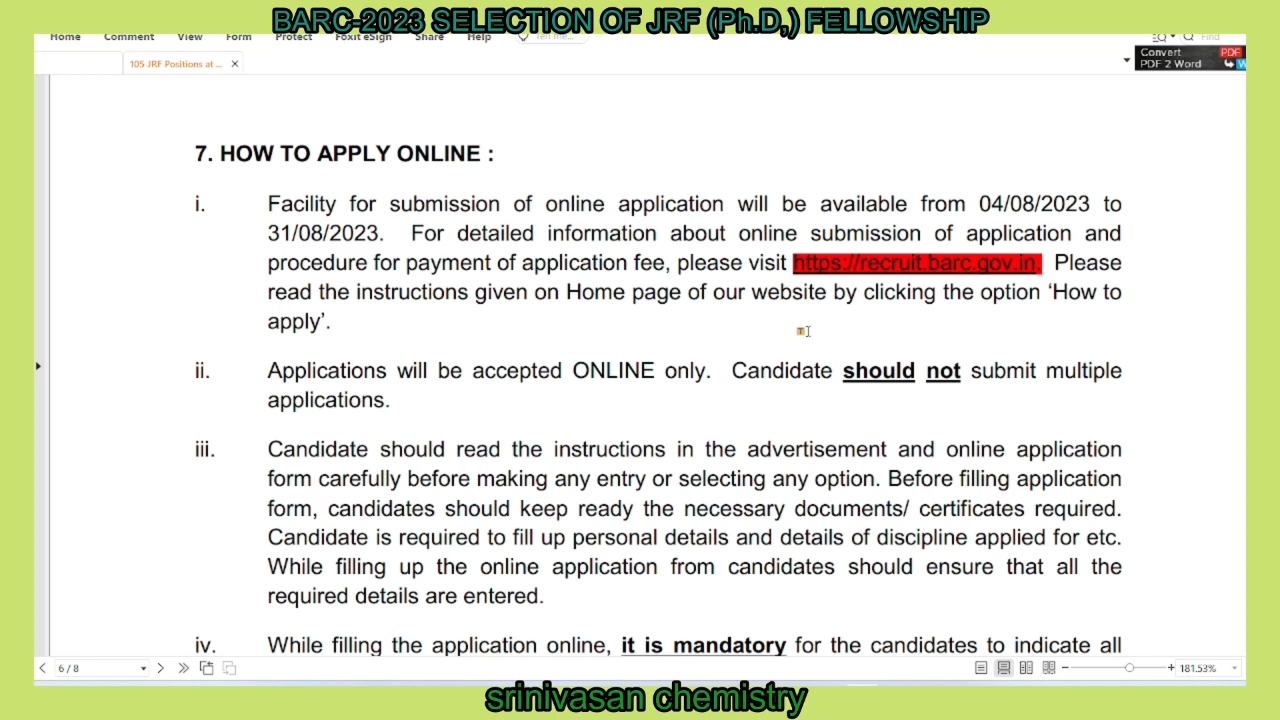 BARC-2023 SELECTION OF JRF (Ph.D,) FELLOWSHIP
Home Comment View Form Protect Foxit eSign Share Help Tell me... Find
105 JRF Positions at ... Convert PDF
PDF 2 Word W
7. HOW TO APPLY ONLINE :
i. Facility for submission of online application will be available from 04/08/2023 to
31/08/2023. For detailed information about online submission of application and
procedure for payment of application fee, please visit https://recruit.barc.gov.in. Please
read the instructions given on Home page of our website by clicking the option ‘How to
apply’.
ii. Applications will be accepted ONLINE only. Candidate should not submit multiple
applications.
iii. Candidate should read the instructions in the advertisement and online application
form carefully before making any entry or selecting any option. Before filling application
form, candidates should keep ready the necessary documents/ certificates required.
Candidate is required to fill up personal details and details of discipline applied for etc.
While filling up the online application from candidates should ensure that all the
required details are entered.
iv. While filling the application online, it is mandatory for the candidates to indicate all
6 / 8 181.53%
srinivasan chemistry